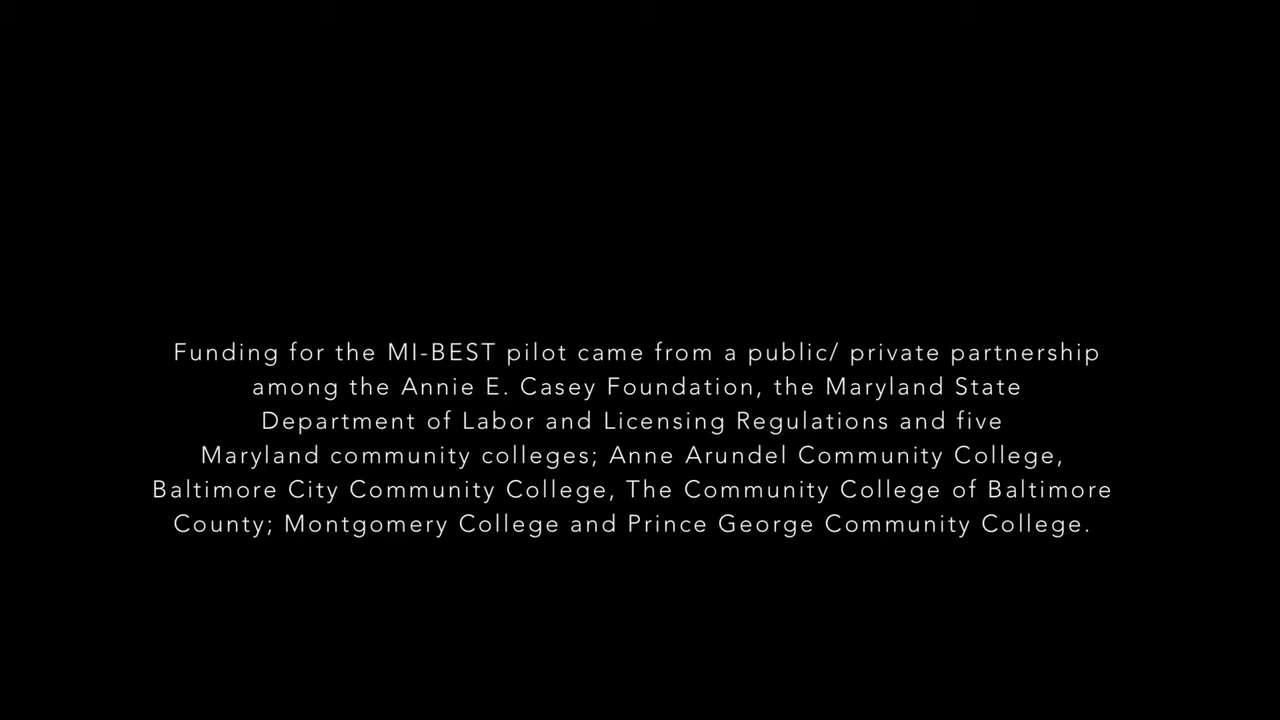 Funding for the MI-BEST pilot came from a public/ private partnership
among the Annie E. Casey Foundation, the Maryland State
Department of Labor and Licensing Regulations and five
Maryland community colleges; Anne Arundel Community College,
Baltimore City Community College, The Community College of Baltimore
County; Montgomery College and Prince George Community College.